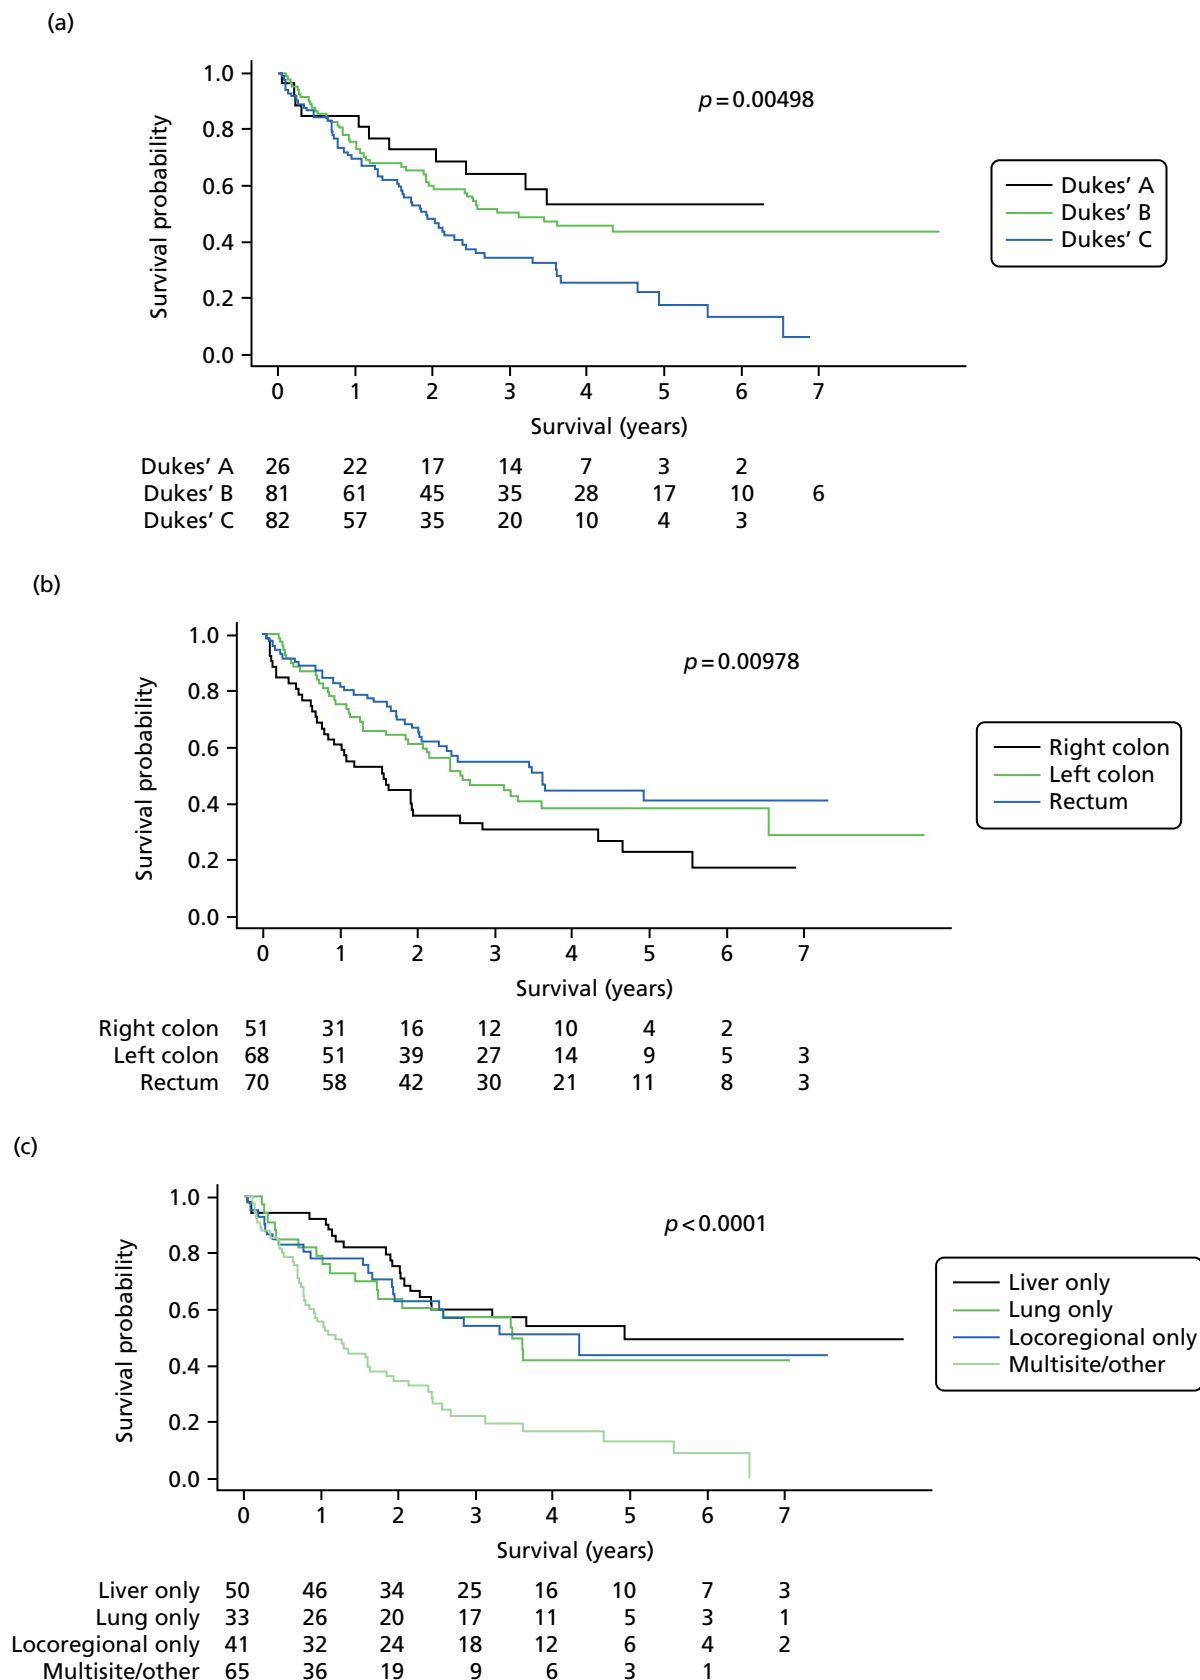 (a)
1.0
0.8
0.6
0.4
0.2
0.0
Survival probability
p=0.00498
Dukes’ A
Dukes’ B
Dukes’ C
0 1 2 3 4 5 6 7
Survival (years)
Dukes’ A 26 22 17 14 7 3 2
Dukes’ B 81 61 45 35 28 17 10 6
Dukes’ C 82 57 35 20 10 4 3
(b)
1.0
0.8
0.6
0.4
0.2
0.0
Survival probability
p=0.00978
Right colon
Left colon
Rectum
0 1 2 3 4 5 6 7
Survival (years)
Right colon 51 31 16 12 10 4 2
Left colon 68 51 39 27 14 9 5 3
Rectum 70 58 42 30 21 11 8 3
(c)
1.0
0.8
0.6
0.4
0.2
0.0
Survival probability
p<0.0001
Liver only
Lung only
Locoregional only
Multisite/other
0 1 2 3 4 5 6 7
Survival (years)
Liver only 50 46 34 25 16 10 7 3
Lung only 33 26 20 17 11 5 3 1
Locoregional only 41 32 24 18 12 6 4 2
Multisite/other 65 36 19 9 6 3 1